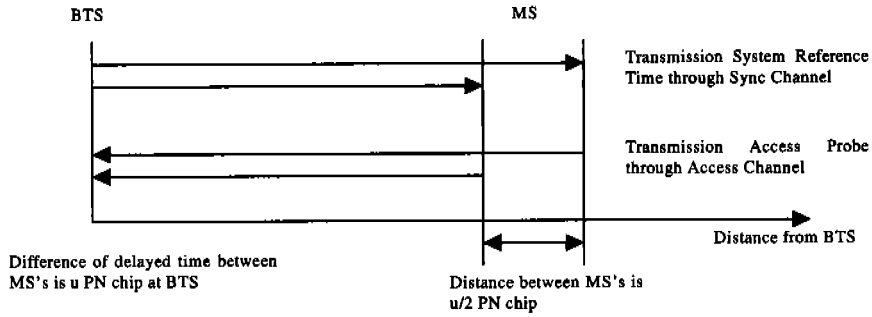 BTS
MS
Transmission System Reference
Time through Sync Channel
Transmission Access Probe
through Access Channel
Distance from BTS
Difference of delayed time between
MS's is u PN chip at BTS
Distance between MS's is
u/2 PN chip